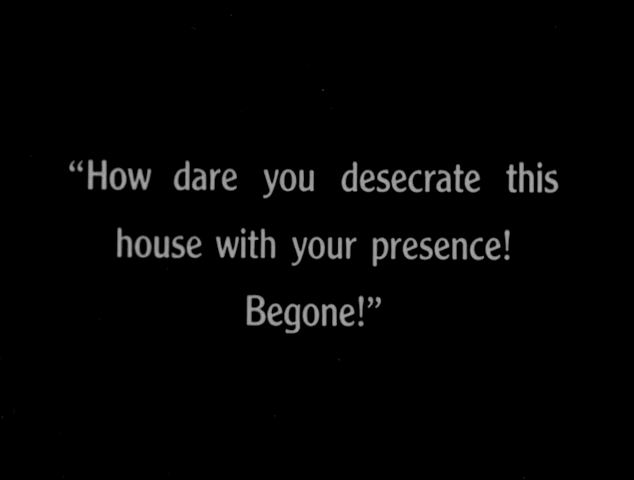 “How dare you desecrate this
house with your presence!
Begone!”